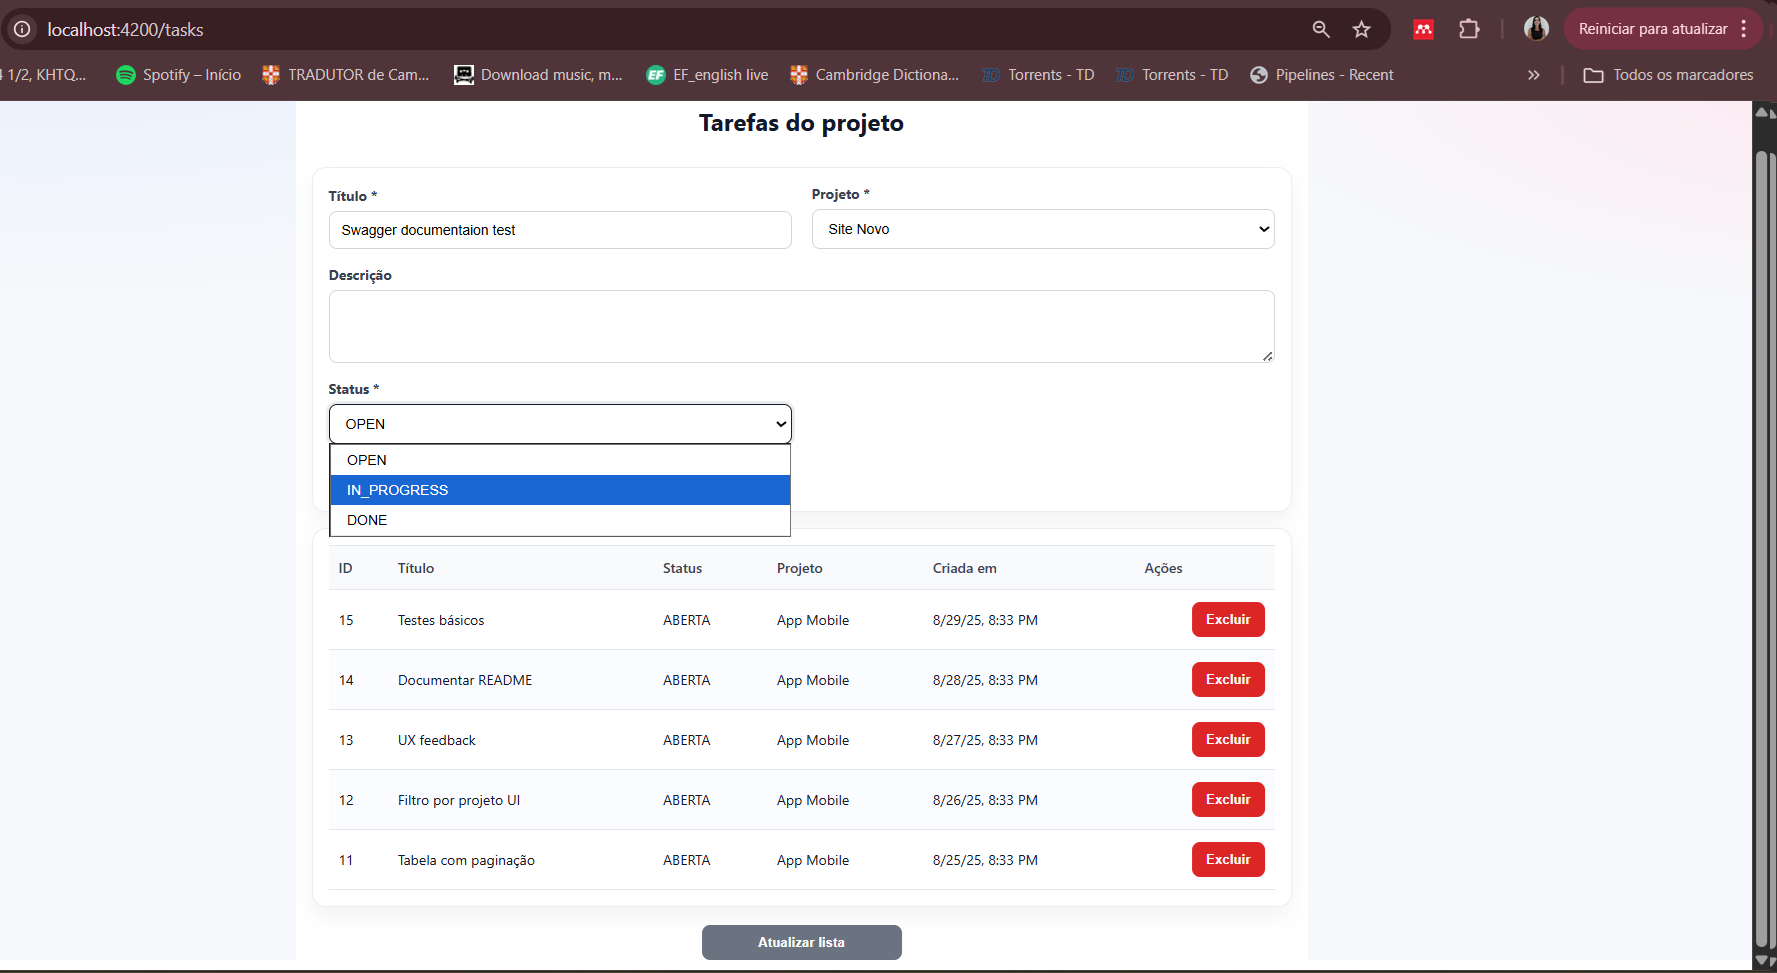 localhost:4200/tasks
Reiniciar para atualizar
1/2, KHTQ...
Spotify – Início
TRADUTOR de Cam...
Download music, m...
EF_english live
Cambridge Dictiona...
Torrents - TD
Torrents - TD
Pipelines - Recent
»
Todos os marcadores
Tarefas do projeto
Título *
Projeto *
Swagger documentaion test
Site Novo
Descrição
Status *
OPEN
OPEN
IN_PROGRESS
DONE
ID Título Status Projeto Criada em Ações
15 Testes básicos ABERTA App Mobile 8/29/25, 8:33 PM Excluir
14 Documentar README ABERTA App Mobile 8/28/25, 8:33 PM Excluir
13 UX feedback ABERTA App Mobile 8/27/25, 8:33 PM Excluir
12 Filtro por projeto UI ABERTA App Mobile 8/26/25, 8:33 PM Excluir
11 Tabela com paginação ABERTA App Mobile 8/25/25, 8:33 PM Excluir
Atualizar lista